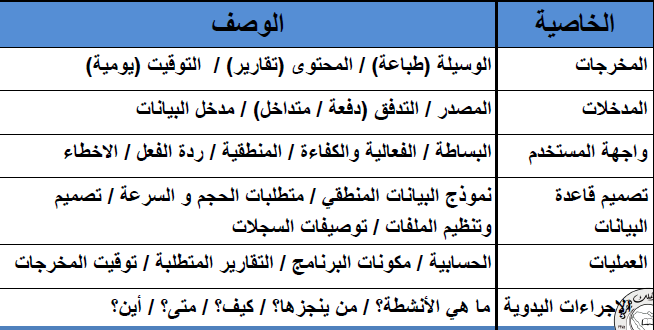 الخاصية الوصف
المخرجات الوسيلة (طباعة) / المحتوى (تقارير) / التوقيت (يومية)
المدخلات المصدر / التدفق (دفعة / متداخل) / مدخل البيانات
واجهة المستخدم البساطة / الفعالية والكفاءة / المنطقية / ردة الفعل / الاخطاء
تصميم قاعدة نموذج البيانات المنطقي / متطلبات الحجم و السرعة / تصميم
البيانات وتنظيم الملفات / توصيفات السجلات
العمليات الحسابية / مكونات البرنامج / التقارير المتطلبة / توقيت المخرجات
الإجراءات اليدوية ما هي الأنشطة؟ / من ينجزها؟ / كيف؟ / متى؟ / أين؟